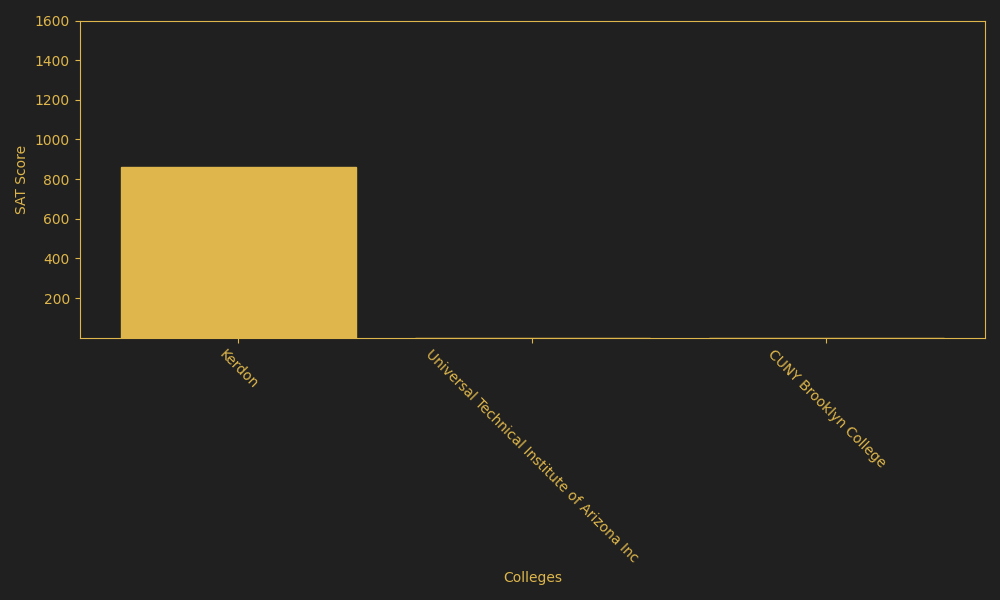 1600
1400
1200
1000
800
600
400
200
SAT Score
Kerdon
Universal Technical Institute of Arizona Inc
CUNY Brooklyn College
Colleges